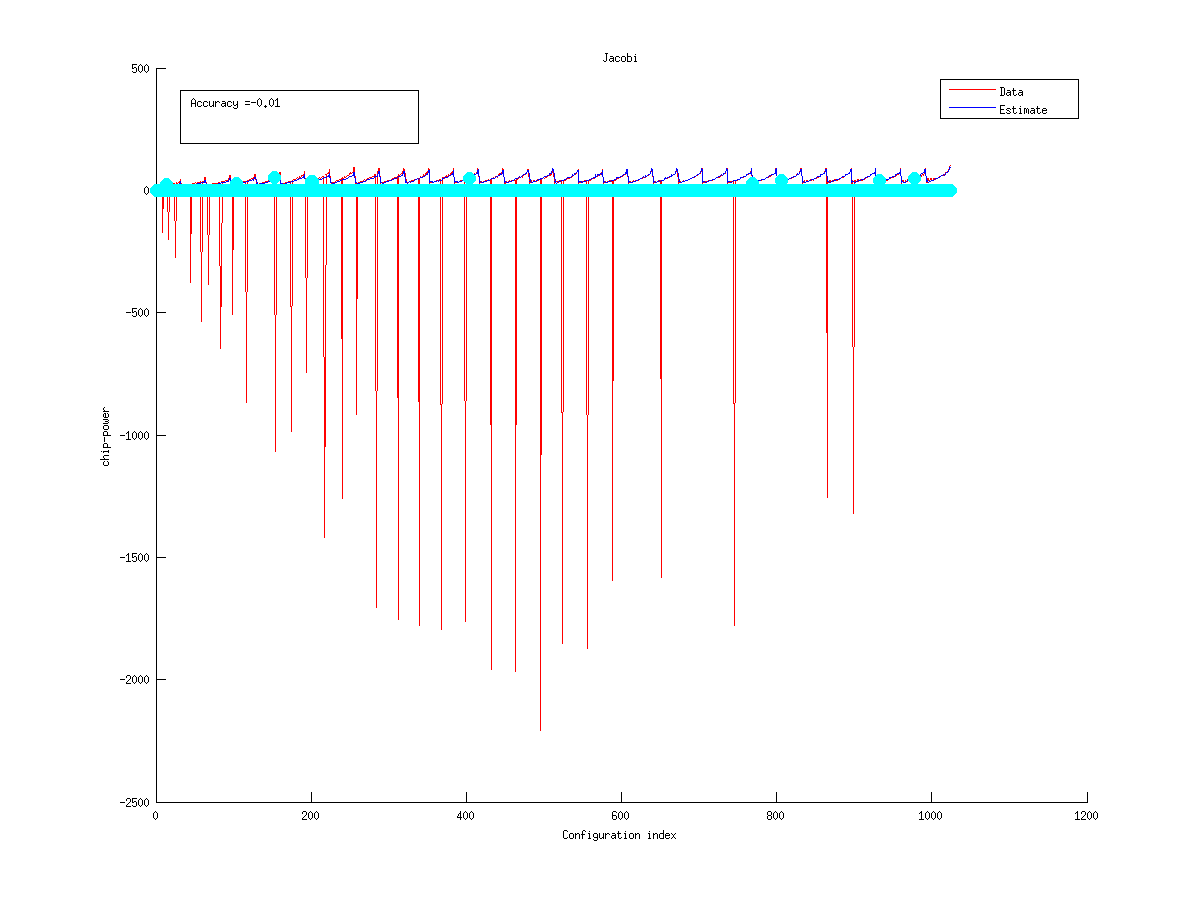 Jacobi
500
Accuracy =-0.01
Data
Estimate
0
-500
-1000
chip-power
-1500
-2000
-2500
0 200 400 600 800 1000 1200
Configuration index